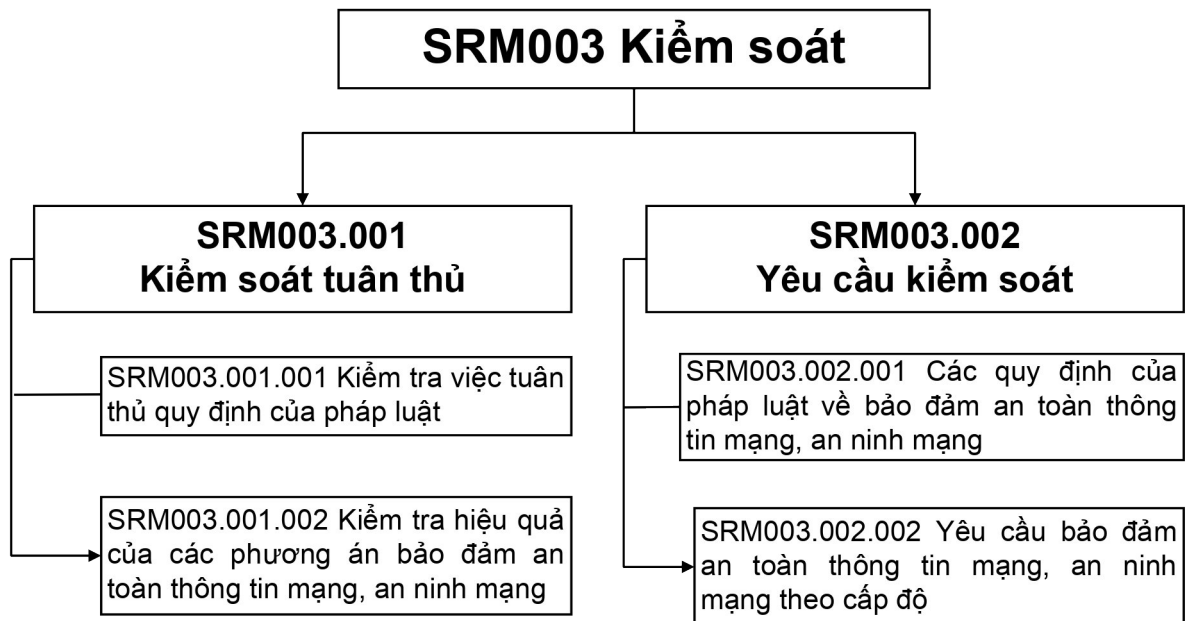 SRM003 Kiểm soát
SRM003.001
Kiểm soát tuân thủ
SRM003.001.001 Kiểm tra việc tuân
thủ quy định của pháp luật
SRM003.001.002 Kiểm tra hiệu quả
của các phương án bảo đảm an
toàn thông tin mạng, an ninh mạng
SRM003.002
Yêu cầu kiểm soát
SRM003.002.001 Các quy định của
pháp luật về bảo đảm an toàn thông
tin mạng, an ninh mạng
SRM003.002.002 Yêu cầu bảo đảm
an toàn thông tin mạng, an ninh
mạng theo cấp độ